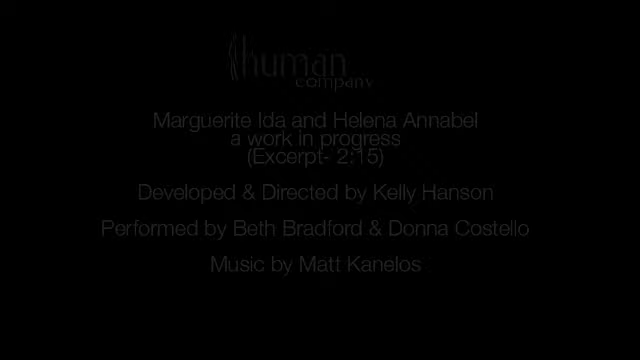 human
company
Marguerite Ida and Helena Annabel
a work in progress
(Excerpt- 2:15)
Developed & Directed by Kelly Hanson
Performed by Beth Bradford & Donna Costello
Music by Matt Kanelos